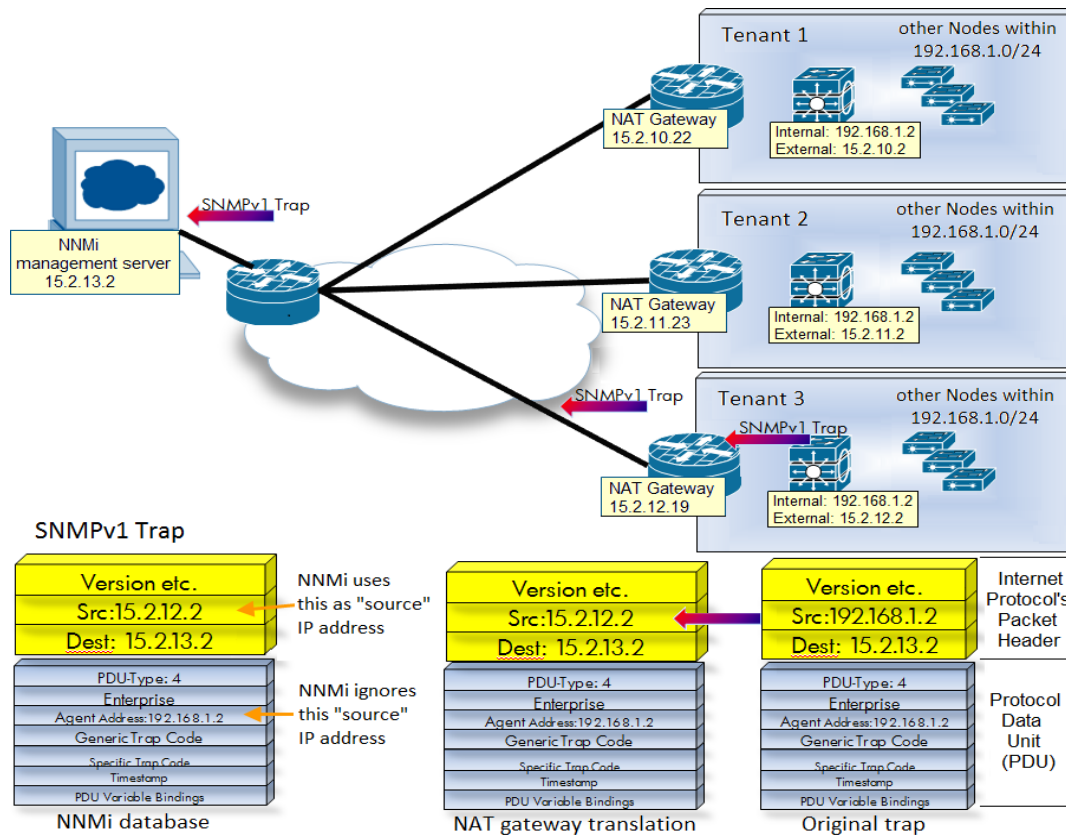 Tenant 1
other Nodes within
192.168.1.0/24
NAT Gateway
15.2.10.22
Internal: 192.168.1.2
External: 15.2.10.2
SNMPv1 Trap
NNMi
management server
15.2.13.2
Tenant 2
other Nodes within
192.168.1.0/24
NAT Gateway
15.2.11.23
Internal: 192.168.1.2
External: 15.2.11.2
SNMPv1 Trap
Tenant 3
other Nodes within
192.168.1.0/24
SNMPv1 Trap
NAT Gateway
15.2.12.19
Internal: 192.168.1.2
External: 15.2.12.2
SNMPv1 Trap
Version etc.
Src:15.2.12.2
Dest: 15.2.13.2
NNMi uses
this as "source"
IP address
PDU-Type: 4
Enterprise
Agent Address:192.168.1.2
Generic Trap Code
Specific Trap Code
Timestamp
PDU Variable Bindings
NNMi ignores
this "source"
IP address
NNMi database
Version etc.
Src:15.2.12.2
Dest: 15.2.13.2
PDU-Type: 4
Enterprise
Agent Address:192.168.1.2
Generic Trap Code
Specific Trap Code
Timestamp
PDU Variable Bindings
NAT gateway translation
Version etc.
Src:192.168.1.2
Dest: 15.2.13.2
PDU-Type: 4
Enterprise
Agent Address:192.168.1.2
Generic Trap Code
Specific Trap Code
Timestamp
PDU Variable Bindings
Original trap
Internet
Protocol's
Packet
Header
Protocol
Data
Unit
(PDU)